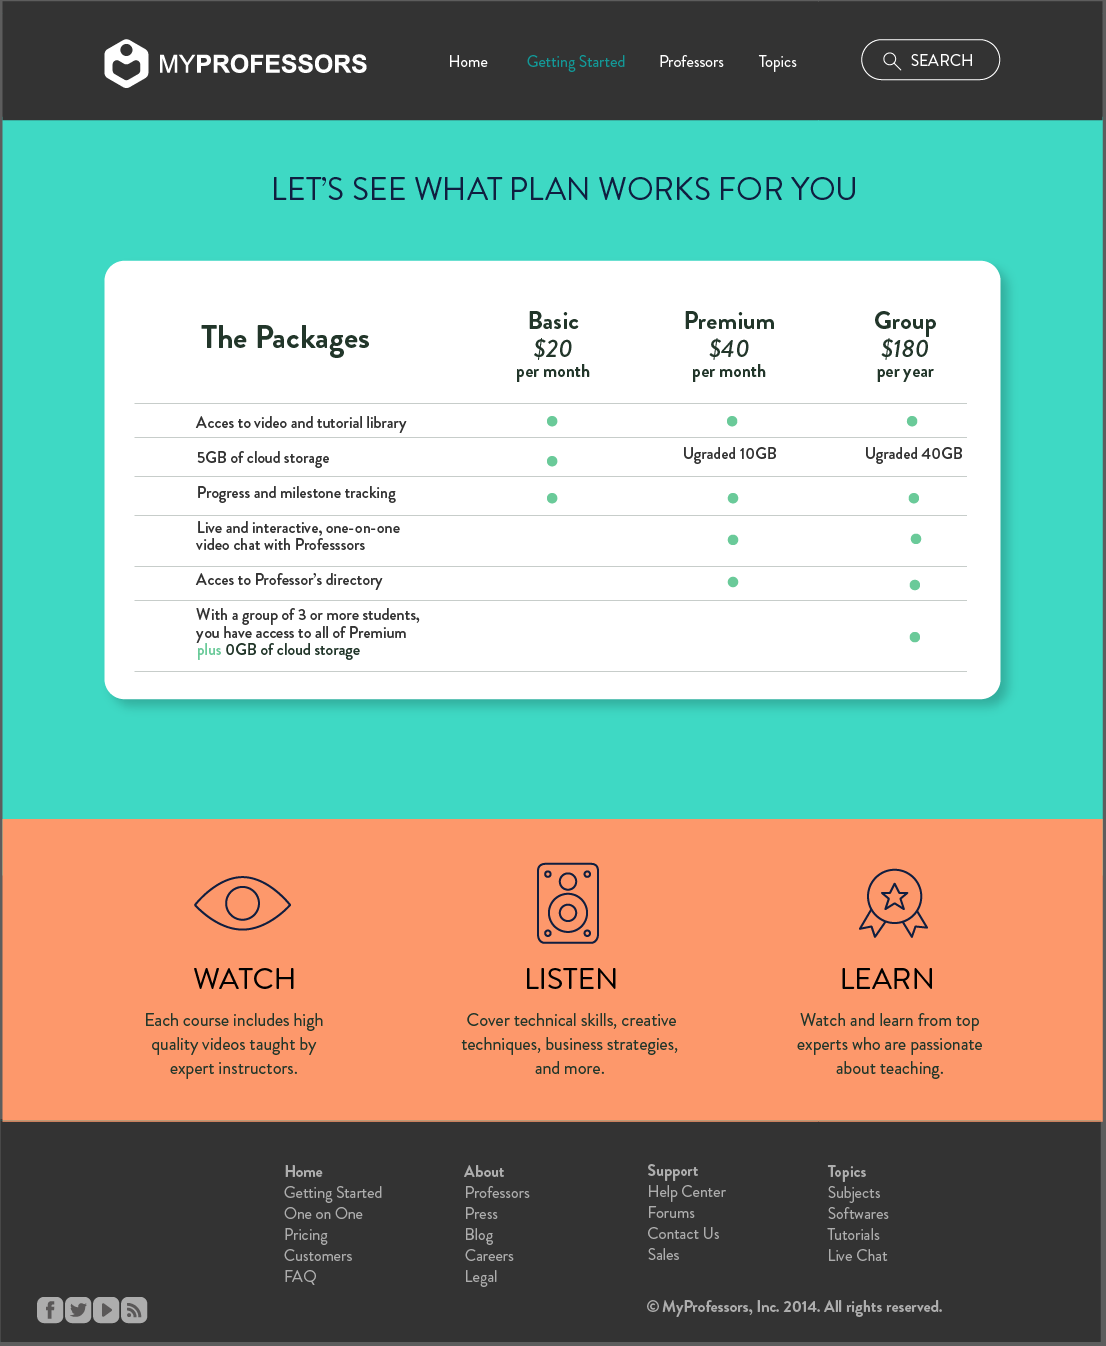 MYPROFESSORS
Home Getting Started Professors Topics SEARCH
LET'S SEE WHAT PLAN WORKS FOR YOU
The Packages
Basic
$20
per month
Premium
$40
per month
Group
$180
per year
Acces to video and tutorial library
5GB of cloud storage Ugraded 10GB Ugraded 40GB
Progress and milestone tracking
Live and interactive, one-on-one
video chat with Professsors
Acces to Professor's directory
With a group of 3 or more students,
you have access to all of Premium
plus 0GB of cloud storage
WATCH
Each course includes high
quality videos taught by
expert instructors.
LISTEN
Cover technical skills, creative
techniques, business strategies,
and more.
LEARN
Watch and learn from top
experts who are passionate
about teaching.
Home
Getting Started
One on One
Pricing
Customers
FAQ
About
Professors
Press
Blog
Careers
Legal
Support
Help Center
Forums
Contact Us
Sales
Topics
Subjects
Softwares
Tutorials
Live Chat
© MyProfessors, Inc. 2014. All rights reserved.